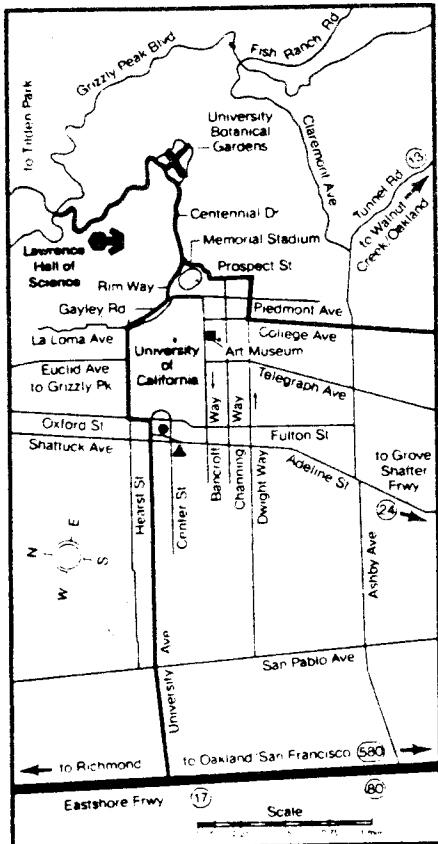 Grizzly Peak Blvd
Fish Ranch Rd
to Tilden Park
University
Botanical
Gardens
Claremont Ave
13
Tunnel Rd
to Walnut
Creek/Oakland
Centennial Dr
Lawrence
Hall of
Science
Memorial Stadium
Prospect St
Rim Way
Gayley Rd
Piedmont Ave
La Loma Ave
College Ave
University
of
California
Art Museum
Euclid Ave
to Grizzly Pk
Telegraph Ave
Oxford St
Fulton St
Shattuck Ave
Adeline St
to Grove
Shafter
Frwy
24
Hearst St
Center St
Bancroft Way
Channing Way
Dwight Way
Ashby Ave
N
E
S
W
University Ave
San Pablo Ave
to Richmond
to Oakland San Francisco
580
Eastshore Frwy
17
80
Scale